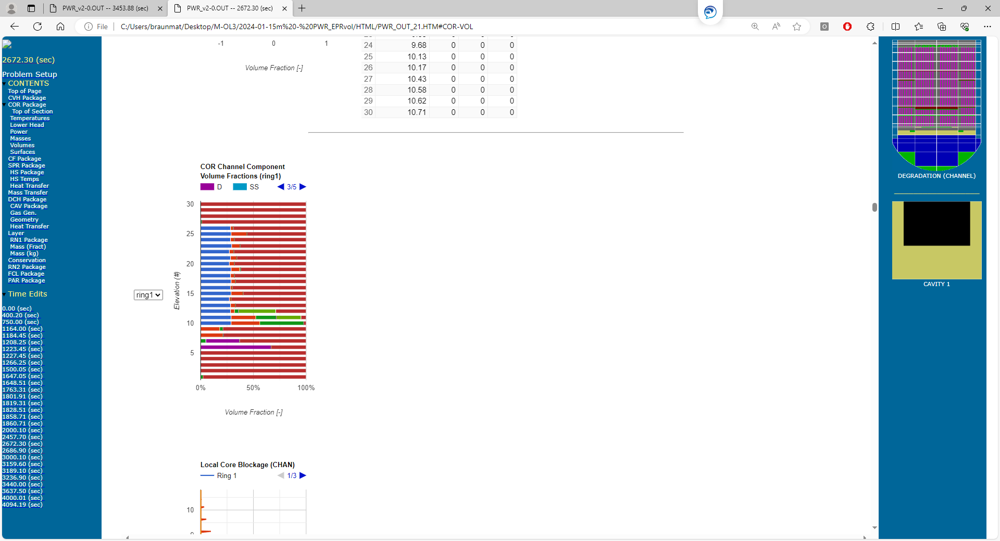 PWR_v2-0.OUT -- 3453.88 (sec)
PWR_v2-0.OUT -- 2672.30 (sec)
File
C:/Users/braunmat/Desktop/M-OL3/2024-01-15m%20-%20PWR_EPRvol/HTML/PWR_OUT_21.HTM#COR-VOL
2672.30 (sec)
Problem Setup
CONTENTS
Top of Page
CVH Package
COR Package
Top of Section
Temperatures
Lower Head
Power
Masses
Volumes
Surfaces
CF Package
SPR Package
HS Package
HS Temps
Heat Transfer
Mass Transfer
DCH Package
CAV Package
Gas Gen.
Geometry
Heat Transfer
Layer
RN1 Package
Mass (Fract)
Mass (kg)
Conservation
RN2 Package
FCL Package
PAR Package
Time Edits
0.00 (sec)
400.20 (sec)
750.00 (sec)
1164.00 (sec)
1184.45 (sec)
1208.25 (sec)
1223.45 (sec)
1227.45 (sec)
1266.25 (sec)
1500.05 (sec)
1647.05 (sec)
1648.51 (sec)
1763.31 (sec)
1801.91 (sec)
1819.31 (sec)
1828.51 (sec)
1858.71 (sec)
1860.71 (sec)
2000.10 (sec)
2457.70 (sec)
2672.30 (sec)
2686.90 (sec)
3000.10 (sec)
3159.60 (sec)
3189.10 (sec)
3236.90 (sec)
3440.00 (sec)
3637.50 (sec)
4000.01 (sec)
4094.19 (sec)
-1 0 1
Volume Fraction [-]
24 9.68 0 0 0
25 10.13 0 0 0
26 10.17 0 0 0
27 10.43 0 0 0
28 10.58 0 0 0
29 10.62 0 0 0
30 10.71 0 0 0
COR Channel Component
Volume Fractions (ring1)
D SS 3/5
30
25
20
15
10
5
Elevation (#)
ring1
0% 50% 100%
Volume Fraction [-]
Local Core Blockage (CHAN)
Ring 1 1/3
10
DEGRADATION (CHANNEL)
CAVITY 1